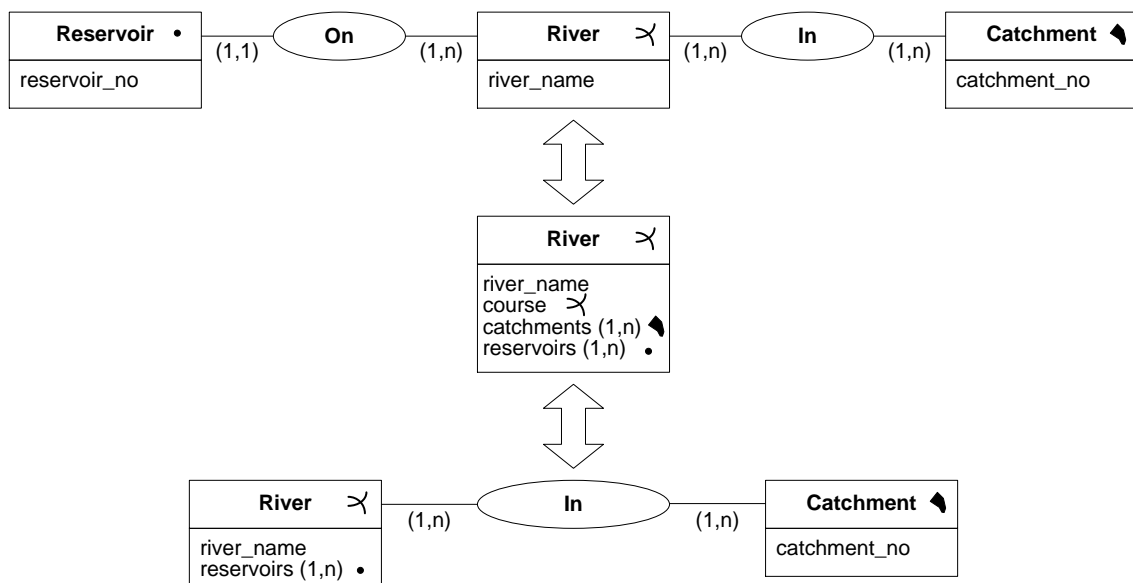 Reservoir
On
River
In
Catchment
(1,1)
(1,n)
(1,n)
(1,n)
reservoir_no
river_name
catchment_no
River
river_name
course
catchments (1,n)
reservoirs (1,n)
River
In
Catchment
(1,n)
(1,n)
river_name
reservoirs (1,n)
catchment_no